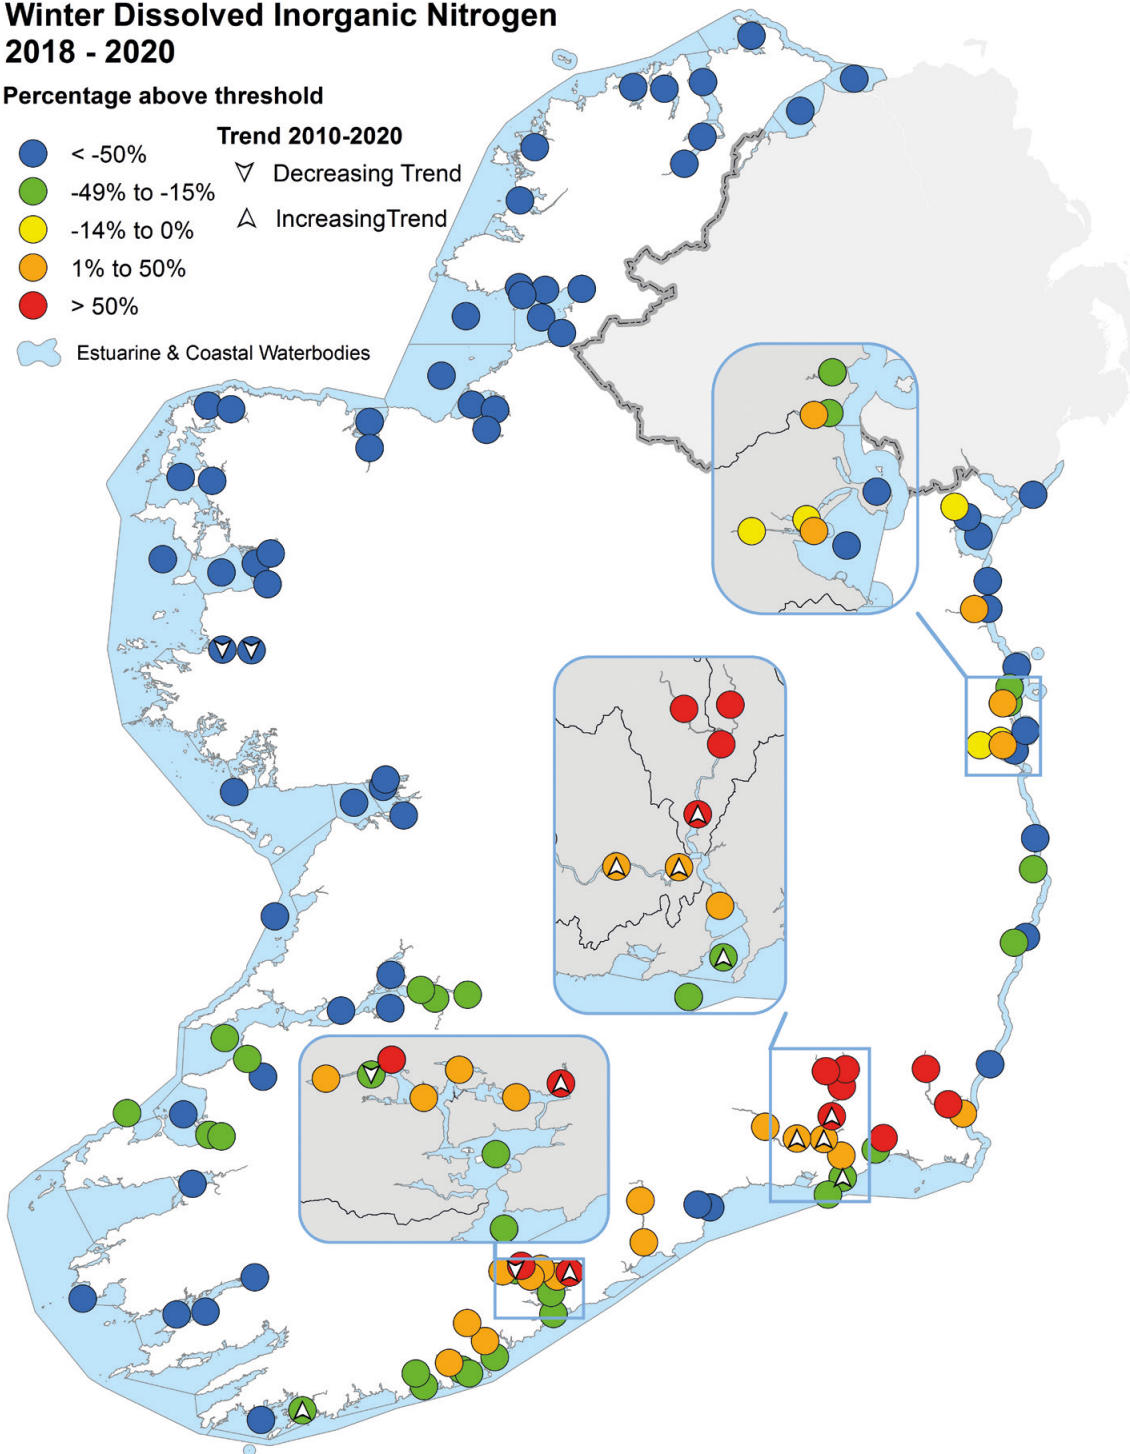 Winter Dissolved Inorganic Nitrogen
2018 - 2020
Percentage above threshold
< -50%
-49% to -15%
-14% to 0%
1% to 50%
> 50%
Estuarine & Coastal Waterbodies
Trend 2010-2020
Decreasing Trend
IncreasingTrend